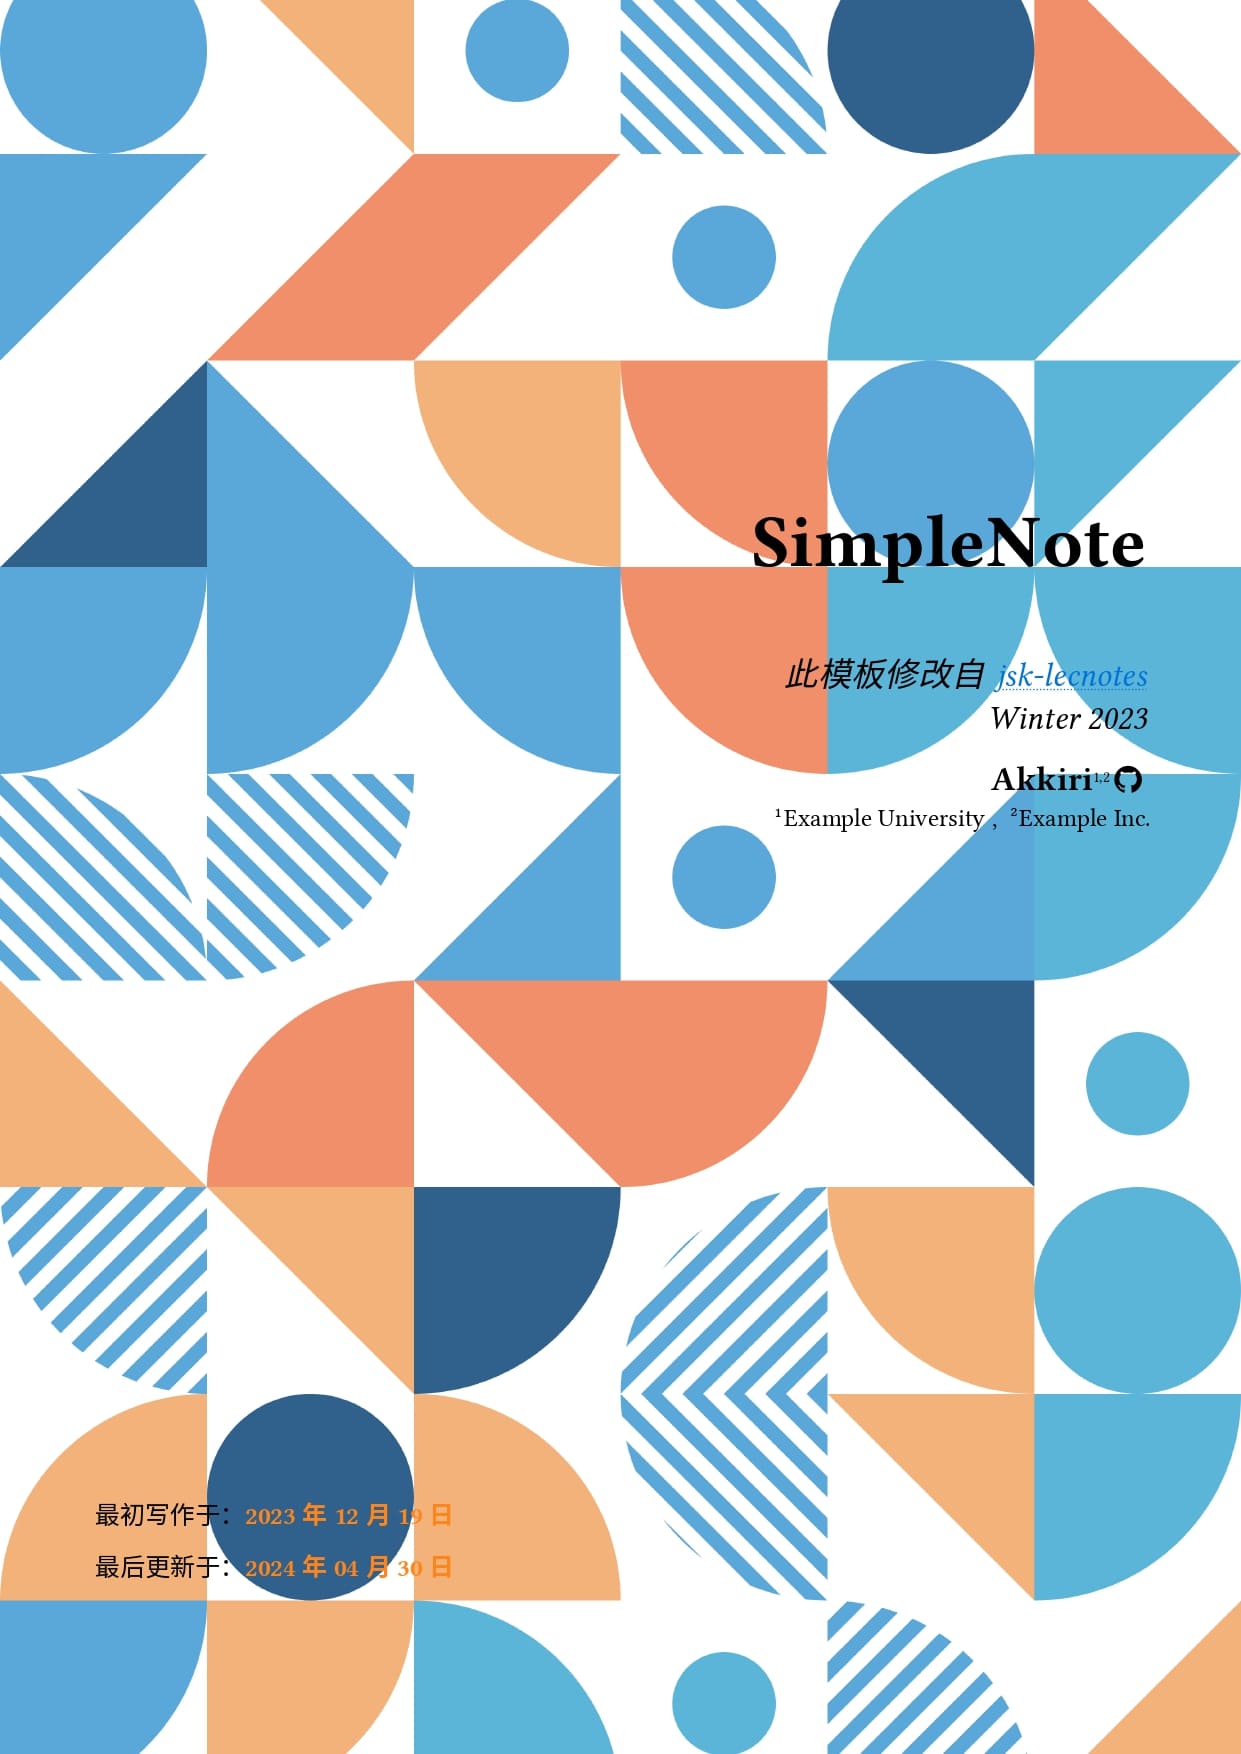 SimpleNote
此模板修改自 jsk-lecnotes
Winter 2023
Akkiri1,2
1Example University , 2Example Inc.
最初写作于：2023 年 12 月 19 日
最后更新于：2024 年 04 月 30 日